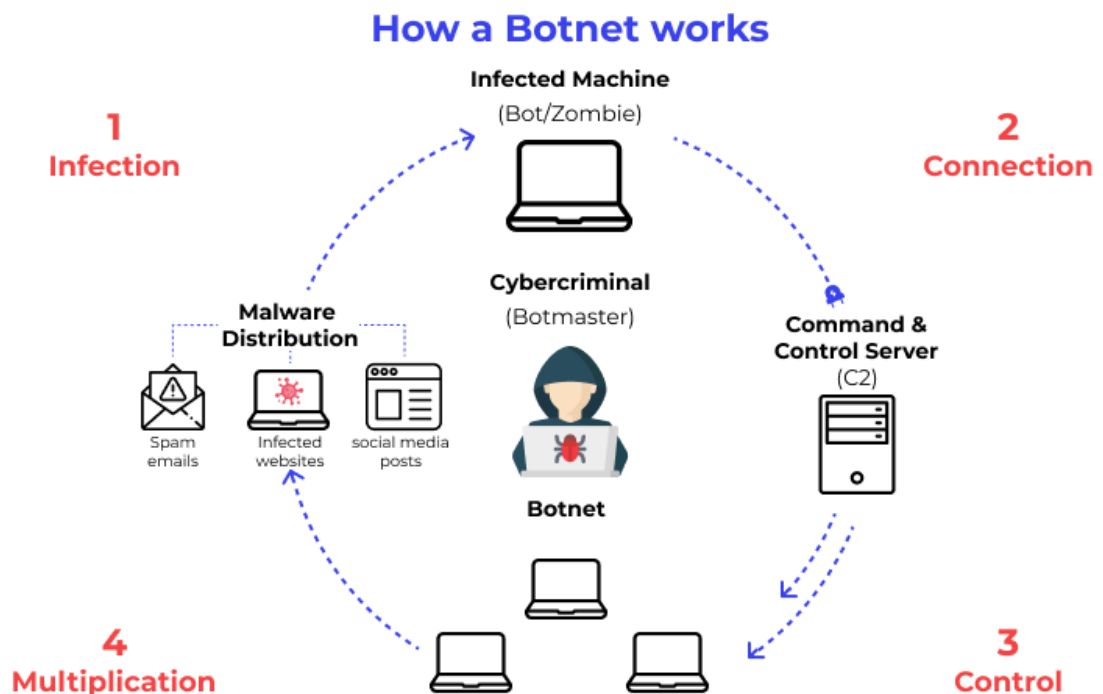 How a Botnet works
Infected Machine
(Bot/Zombie)
1
Infection
2
Connection
Cybercriminal
(Botmaster)
Malware
Distribution
Command &
Control Server
(C2)
Spam
emails
Infected
websites
social media
posts
Botnet
4
Multiplication
3
Control